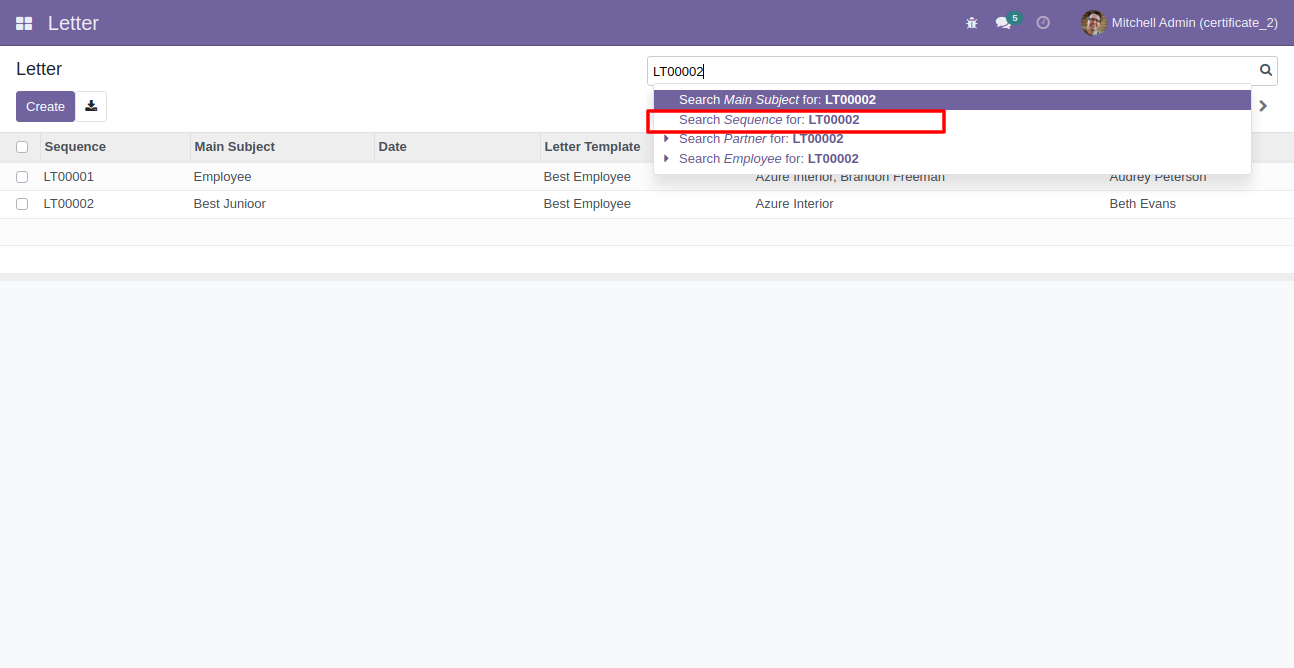 Letter
5
Mitchell Admin (certificate_2)
Letter
LT00002
Create
Search Main Subject for: LT00002
Search Sequence for: LT00002
Search Partner for: LT00002
Search Employee for: LT00002
Sequence Main Subject Date Letter Template
LT00001 Employee Best Employee Azure Interior, Brandon Freeman Audrey Peterson
LT00002 Best Junioor Best Employee Azure Interior Beth Evans